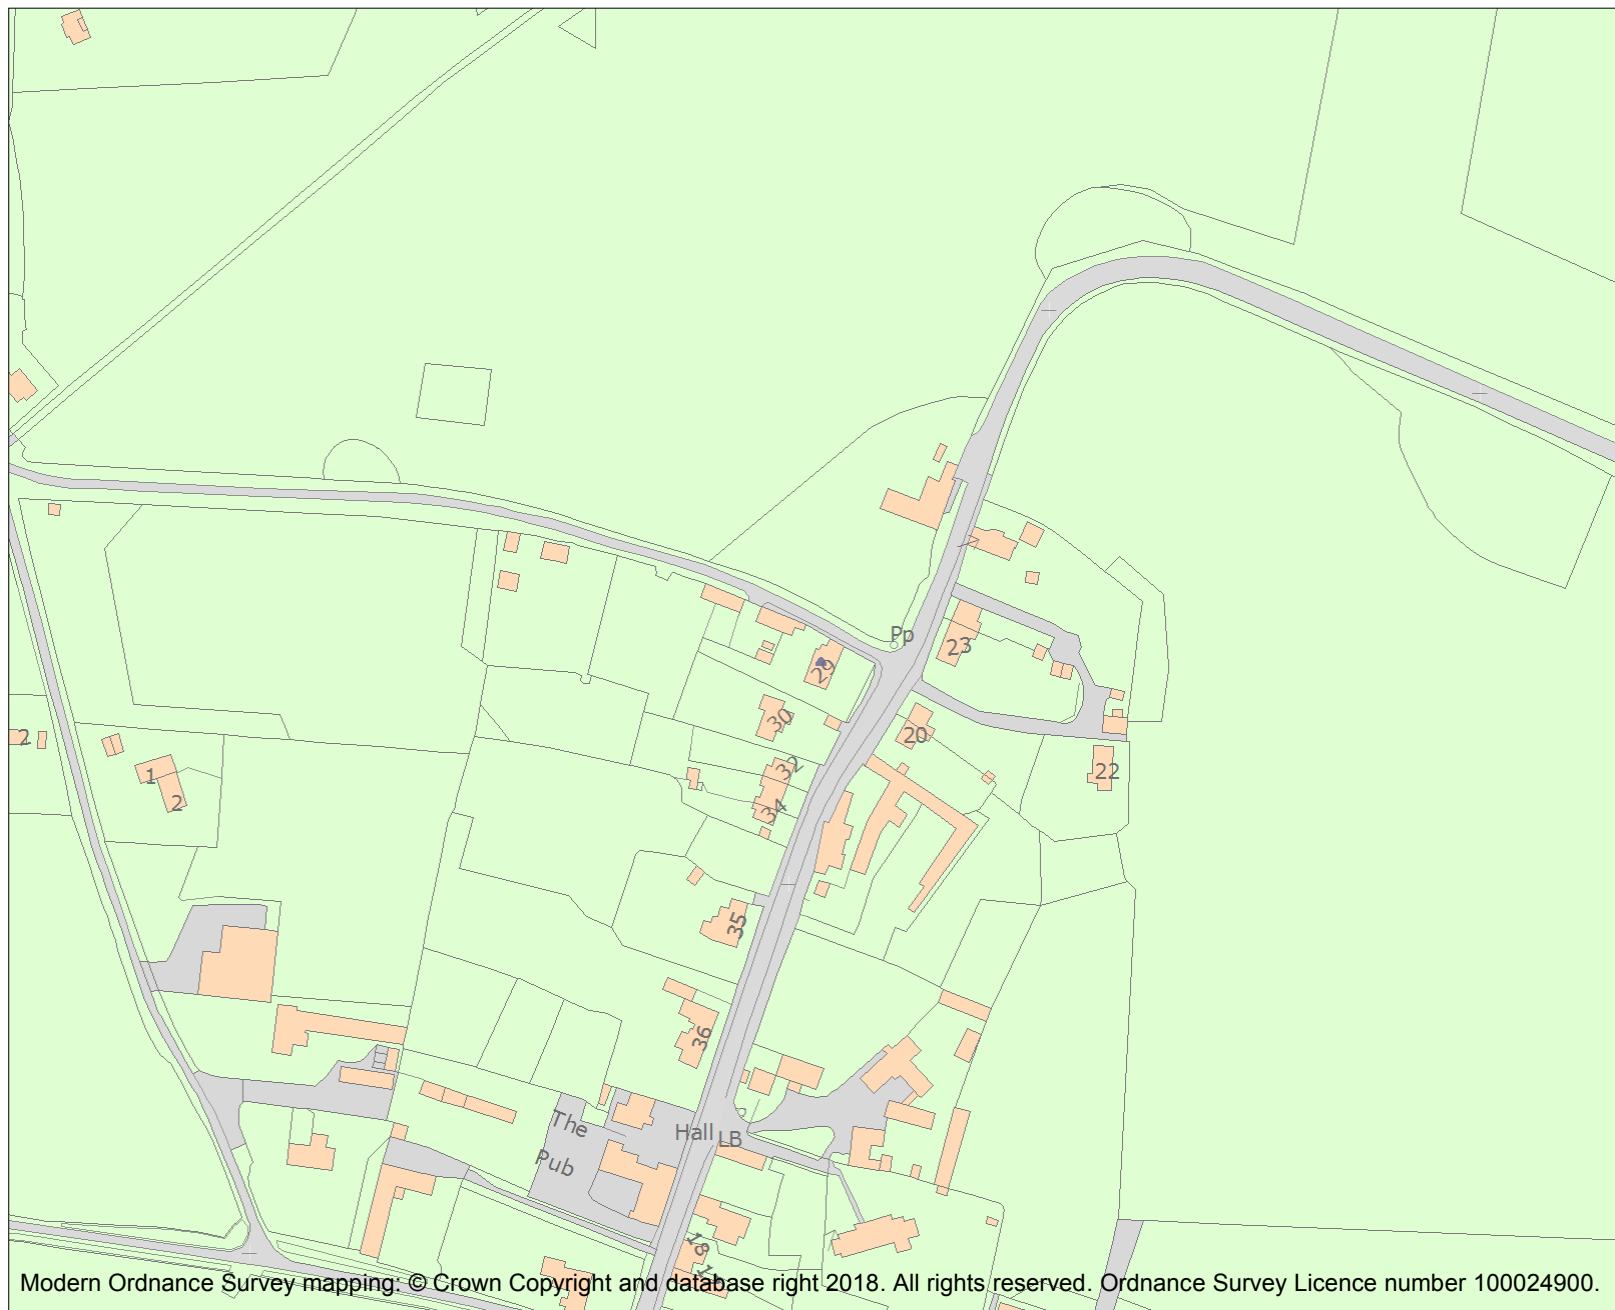 Pp
23
29
30
20
2
32
22
1
2
34
35
36
The
Hall LB
Pub
18
Modern Ordnance Survey mapping: © Crown Copyright and database right 2018. All rights reserved. Ordnance Survey Licence number 100024900.